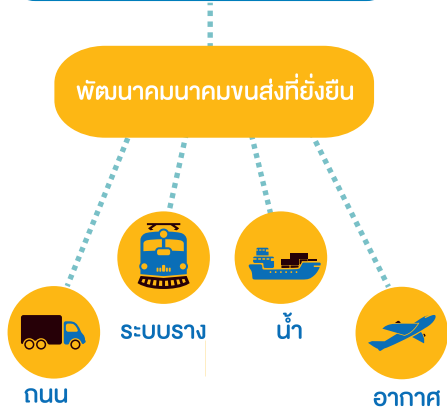 พัฒนาคมนาคมขนส่งที่ยั่งยืน
ระบบราง
น้ำ
ถนน
อากาศ